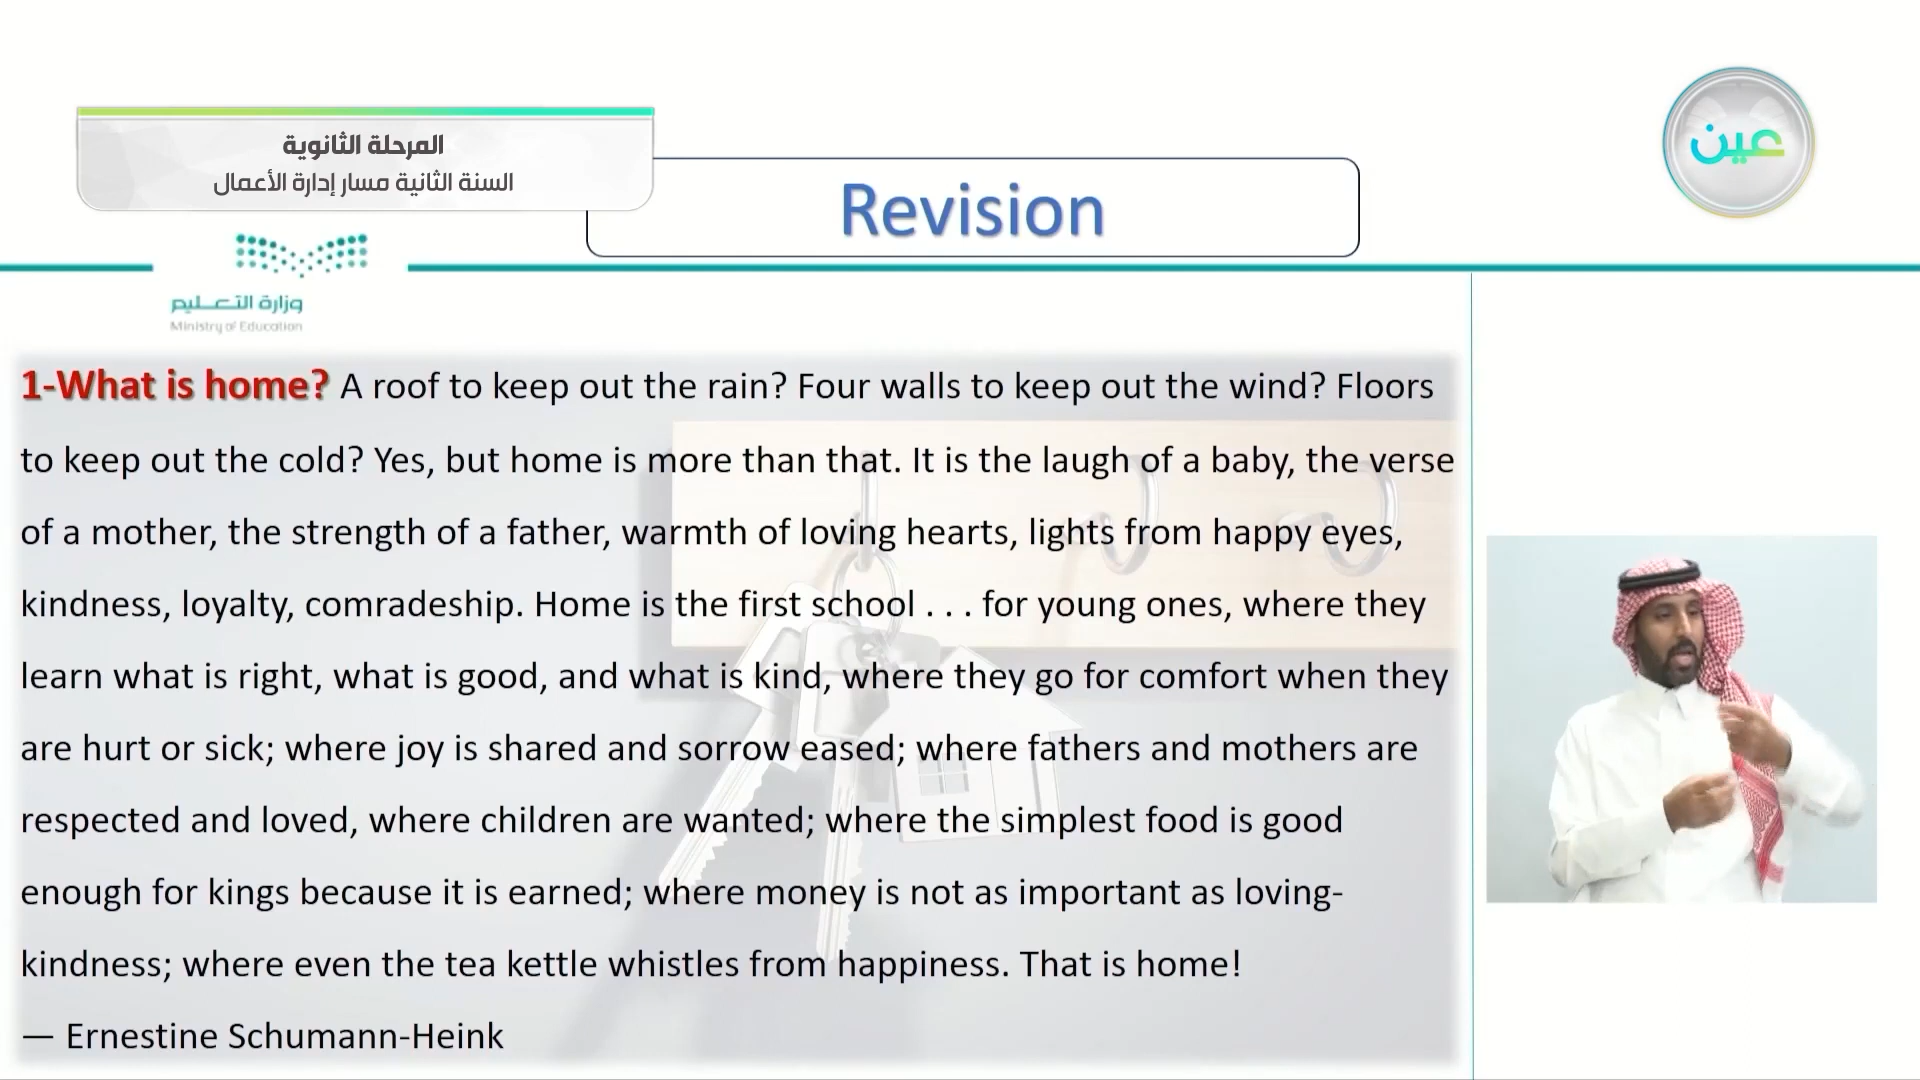 المرحلة الثانوية
السنة الثانية مسار إدارة الأعمال
عين
Revision
وزارة التعليم
Ministry of Education
1-What is home? A roof to keep out the rain? Four walls to keep out the wind? Floors
to keep out the cold? Yes, but home is more than that. It is the laugh of a baby, the verse
of a mother, the strength of a father, warmth of loving hearts, lights from happy eyes,
kindness, loyalty, comradeship. Home is the first school . . . for young ones, where they
learn what is right, what is good, and what is kind, where they go for comfort when they
are hurt or sick; where joy is shared and sorrow eased; where fathers and mothers are
respected and loved, where children are wanted; where the simplest food is good
enough for kings because it is earned; where money is not as important as loving-
kindness; where even the tea kettle whistles from happiness. That is home!
— Ernestine Schumann-Heink